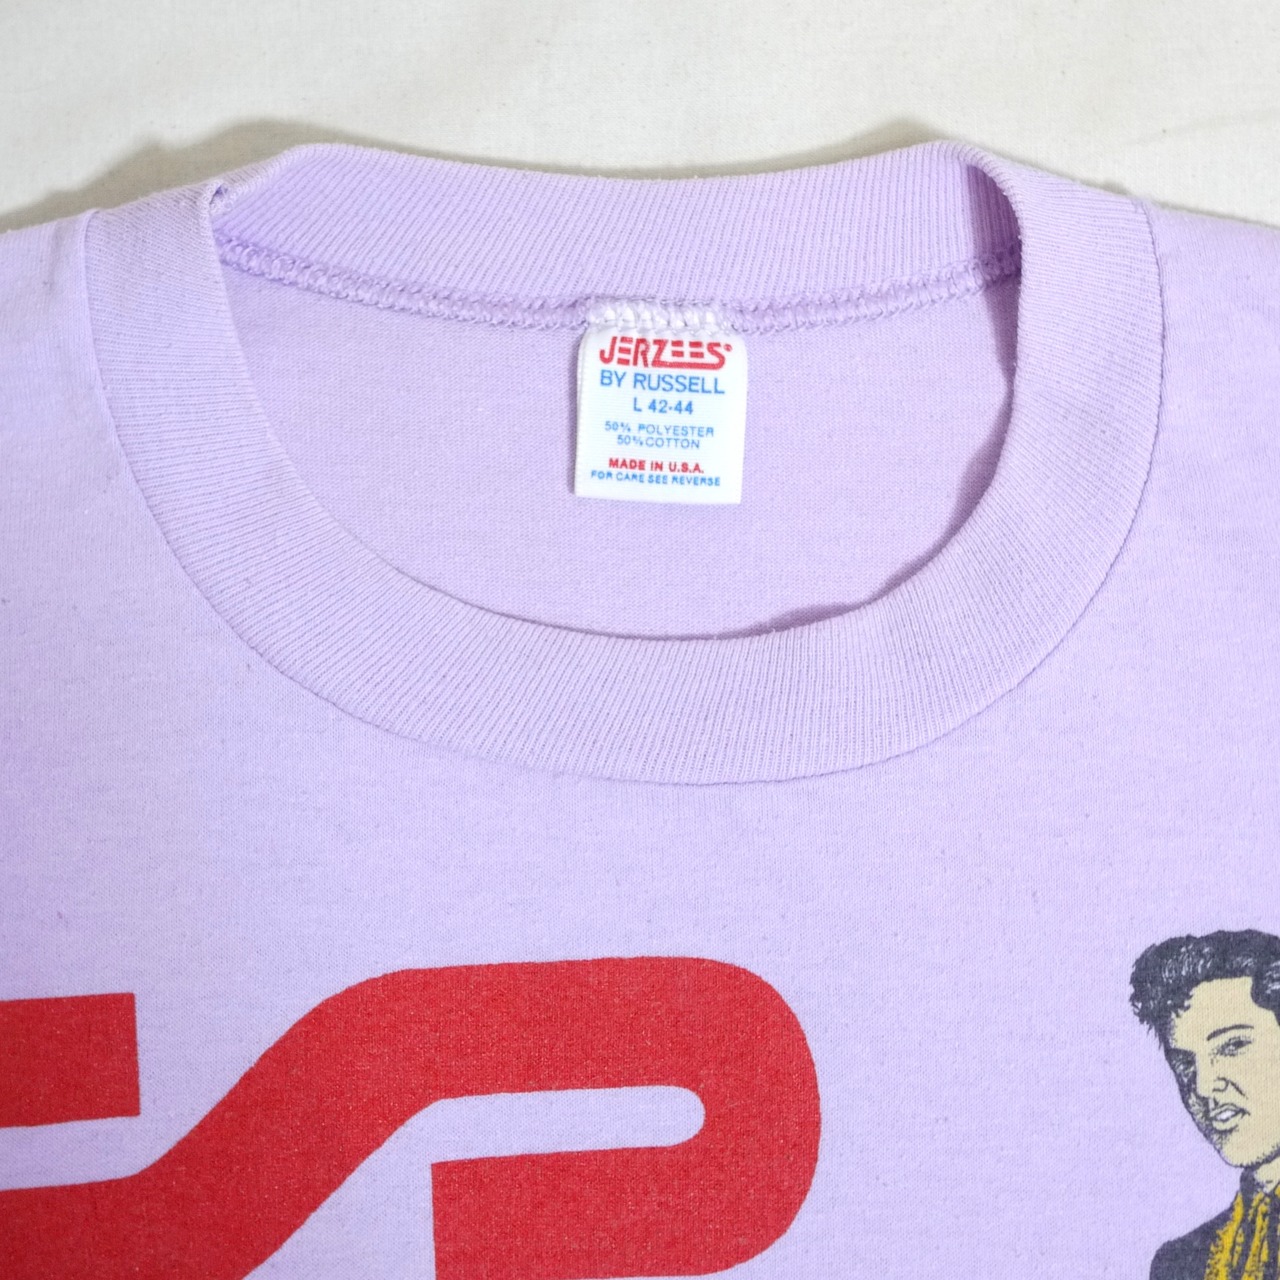 JERZEES®
BY RUSSELL
L 42-44
50% POLYESTER
50% COTTON
MADE IN U.S.A.
FOR CARE SEE REVERSE